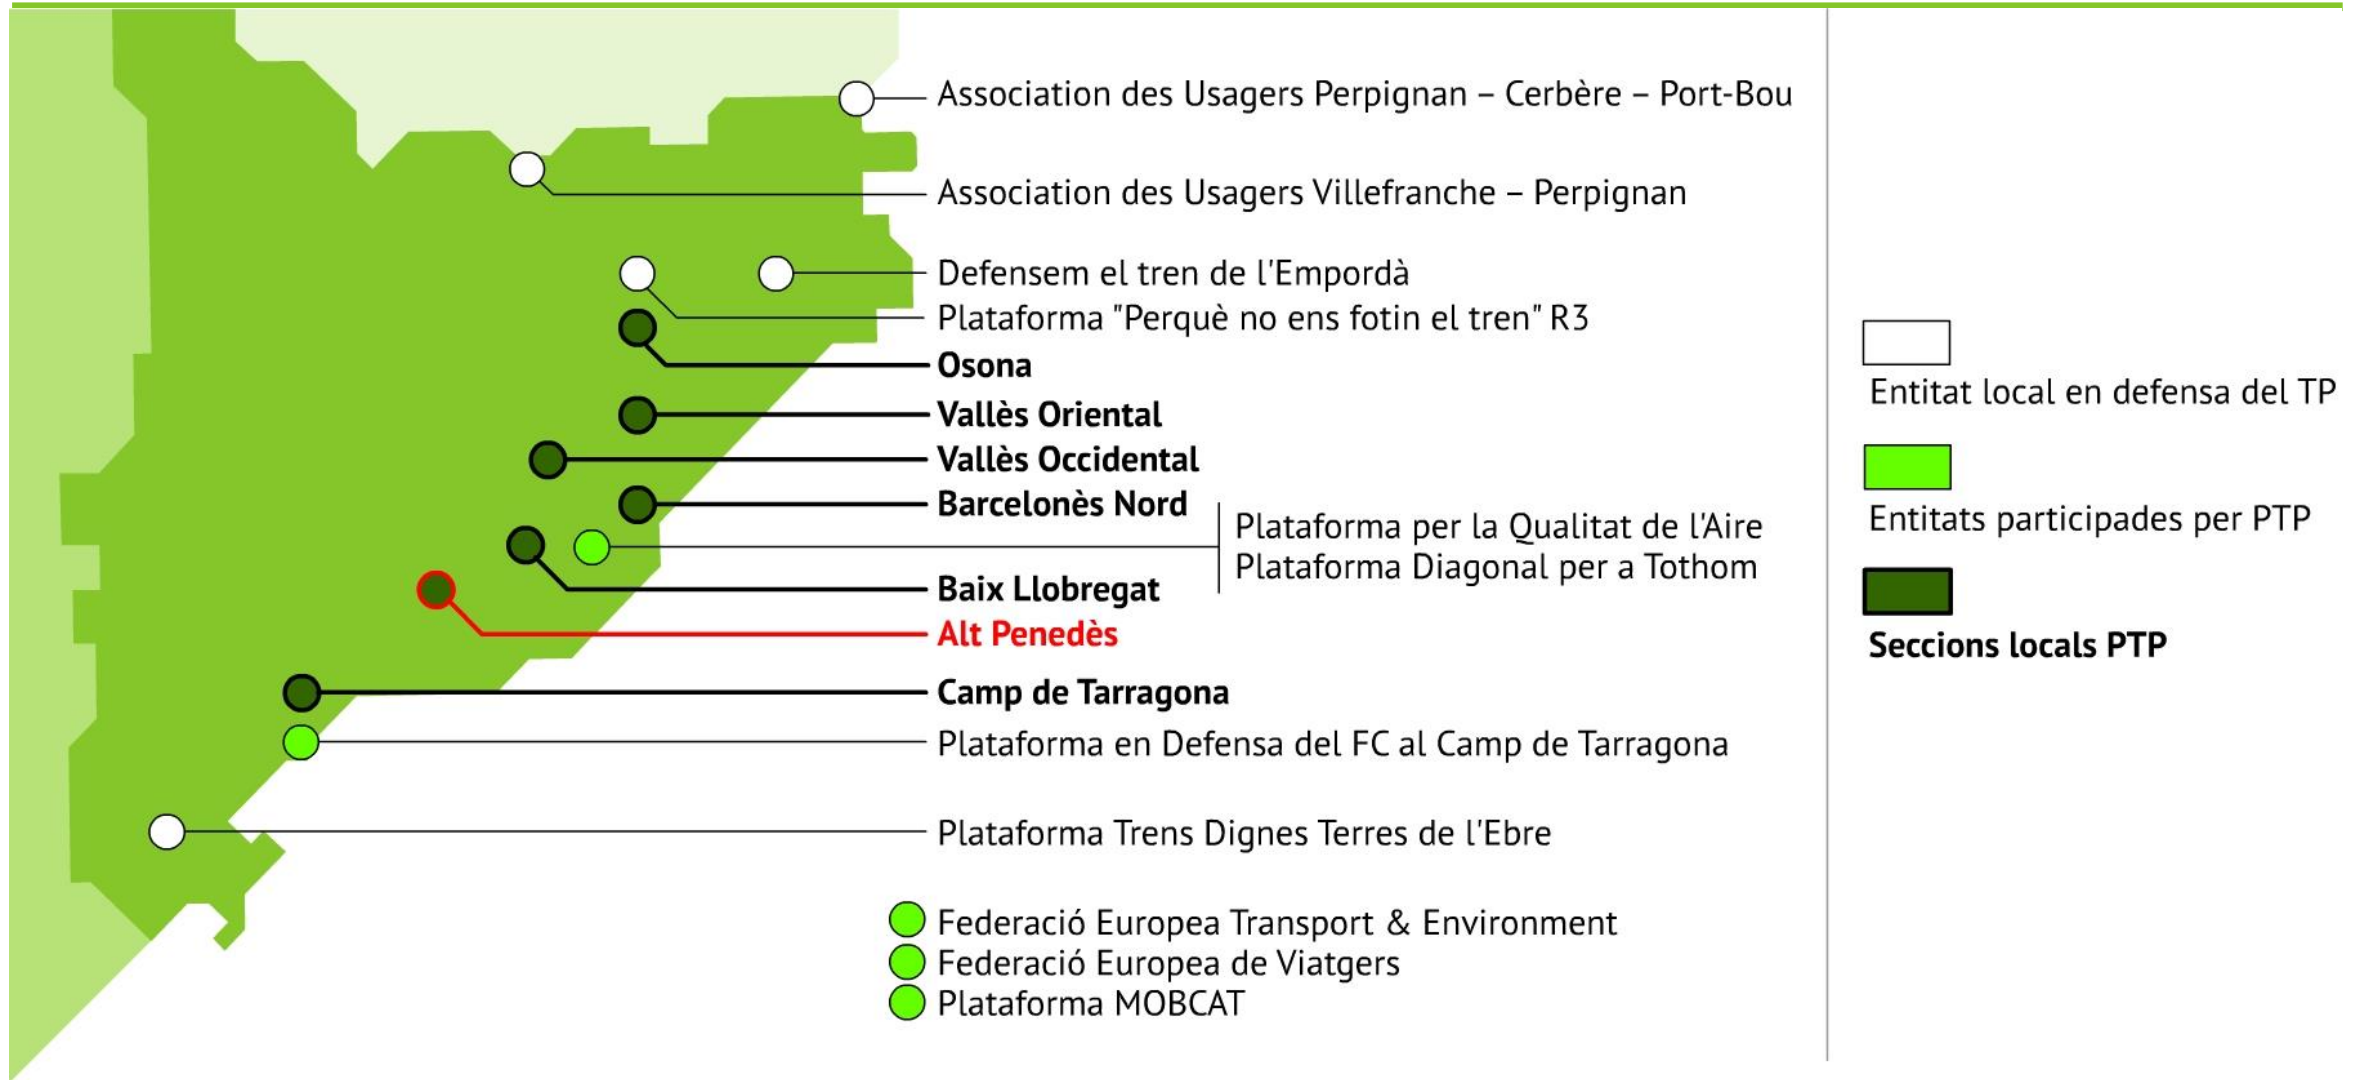 Association des Usagers Perpignan – Cerbère – Port-Bou
Association des Usagers Villefranche – Perpignan
Defensem el tren de l'Empordà
Plataforma "Perquè no ens fotin el tren" R3
Osona
Vallès Oriental
Vallès Occidental
Barcelonès Nord
Plataforma per la Qualitat de l'Aire
Plataforma Diagonal per a Tothom
Baix Llobregat
Alt Penedès
Camp de Tarragona
Plataforma en Defensa del FC al Camp de Tarragona
Plataforma Trens Dignes Terres de l'Ebre
Federació Europea Transport & Environment
Federació Europea de Viatgers
Plataforma MOBCAT
Entitat local en defensa del TP
Entitats participades per PTP
Seccions locals PTP